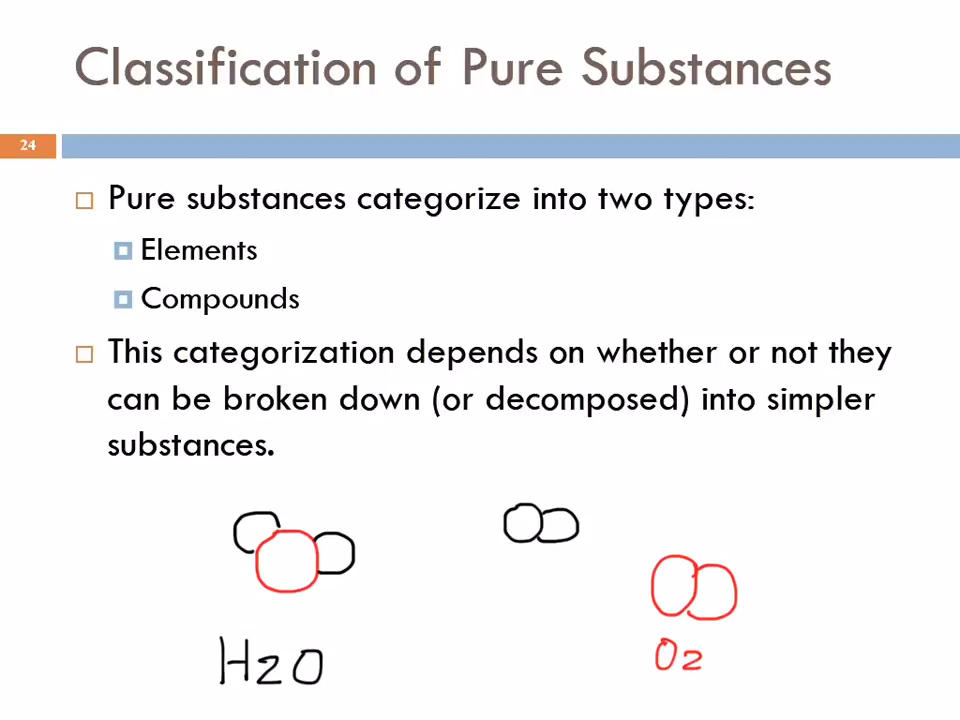 Classification of Pure Substances
24
Pure substances categorize into two types:
Elements
Compounds
This categorization depends on whether or not they
can be broken down (or decomposed) into simpler
substances.
H2O
O2